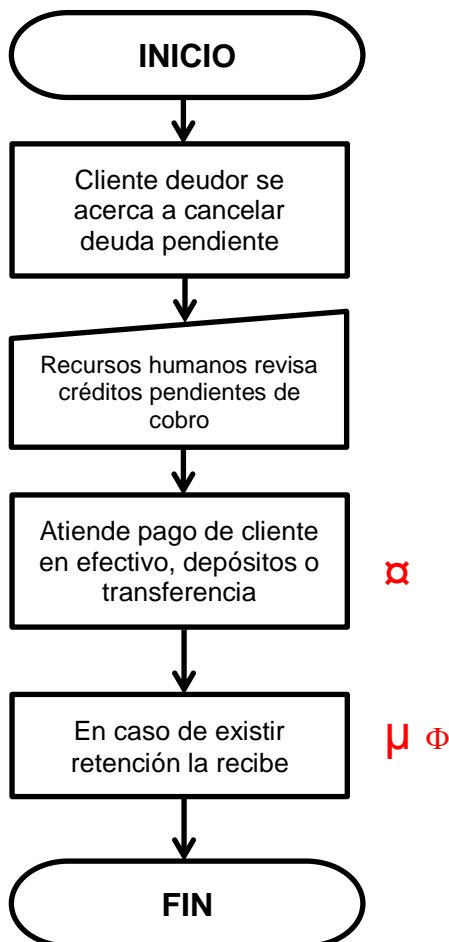 INICIO
Cliente deudor se
acerca a cancelar
deuda pendiente
Recursos humanos revisa
créditos pendientes de
cobro
Atiende pago de cliente
en efectivo, depósitos o
transferencia
¤
En caso de existir
retención la recibe
µ Φ
FIN